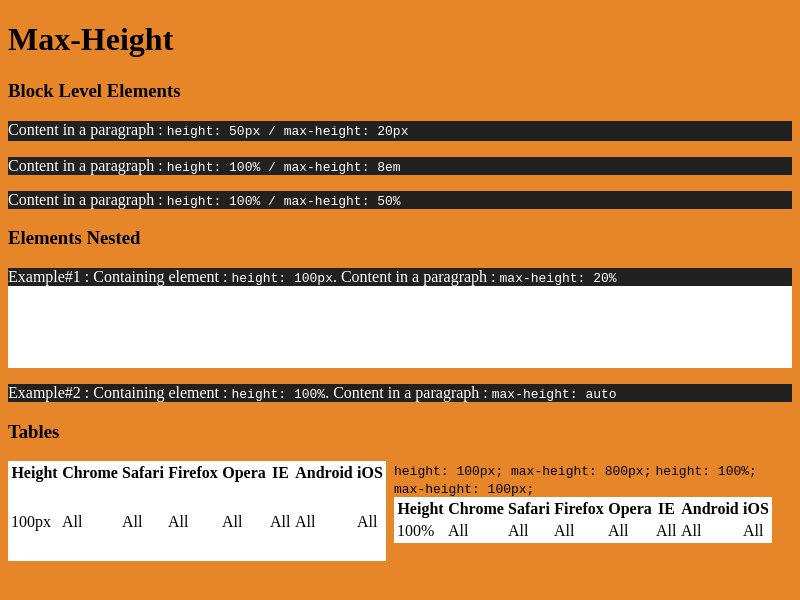 Max-Height
Block Level Elements
Content in a paragraph : height: 50px / max-height: 20px
Content in a paragraph : height: 100% / max-height: 8em
Content in a paragraph : height: 100% / max-height: 50%
Elements Nested
Example#1 : Containing element : height: 100px. Content in a paragraph : max-height: 20%
Example#2 : Containing element : height: 100%. Content in a paragraph : max-height: auto
Tables
Height Chrome Safari Firefox Opera IE Android iOS
100px All All All All All All All
height: 100px; max-height: 800px; height: 100%;
max-height: 100px;
Height Chrome Safari Firefox Opera IE Android iOS
100% All All All All All All All